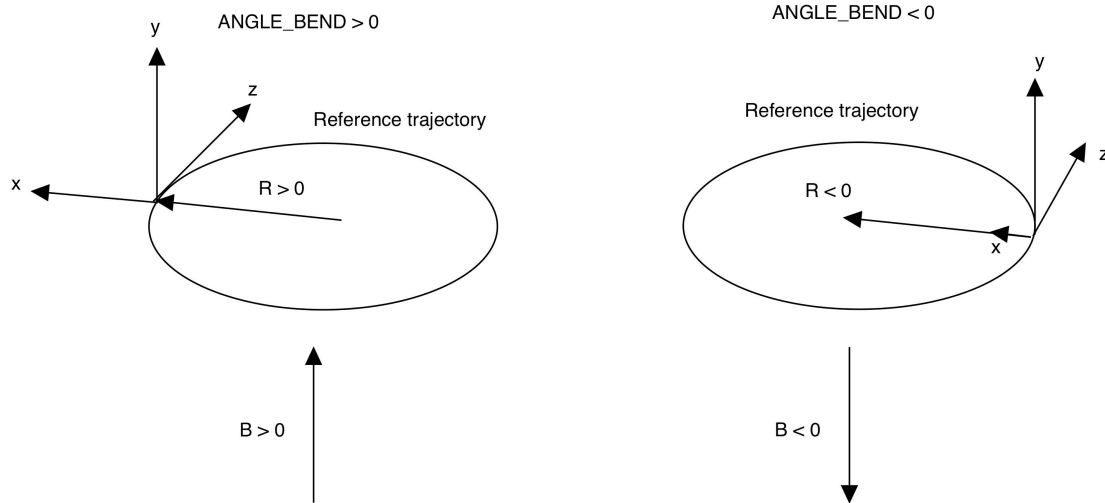 ANGLE_BEND > 0
y
z
Reference trajectory
x
R > 0
B > 0
ANGLE_BEND < 0
y
Reference trajectory
z
R < 0
x
B < 0